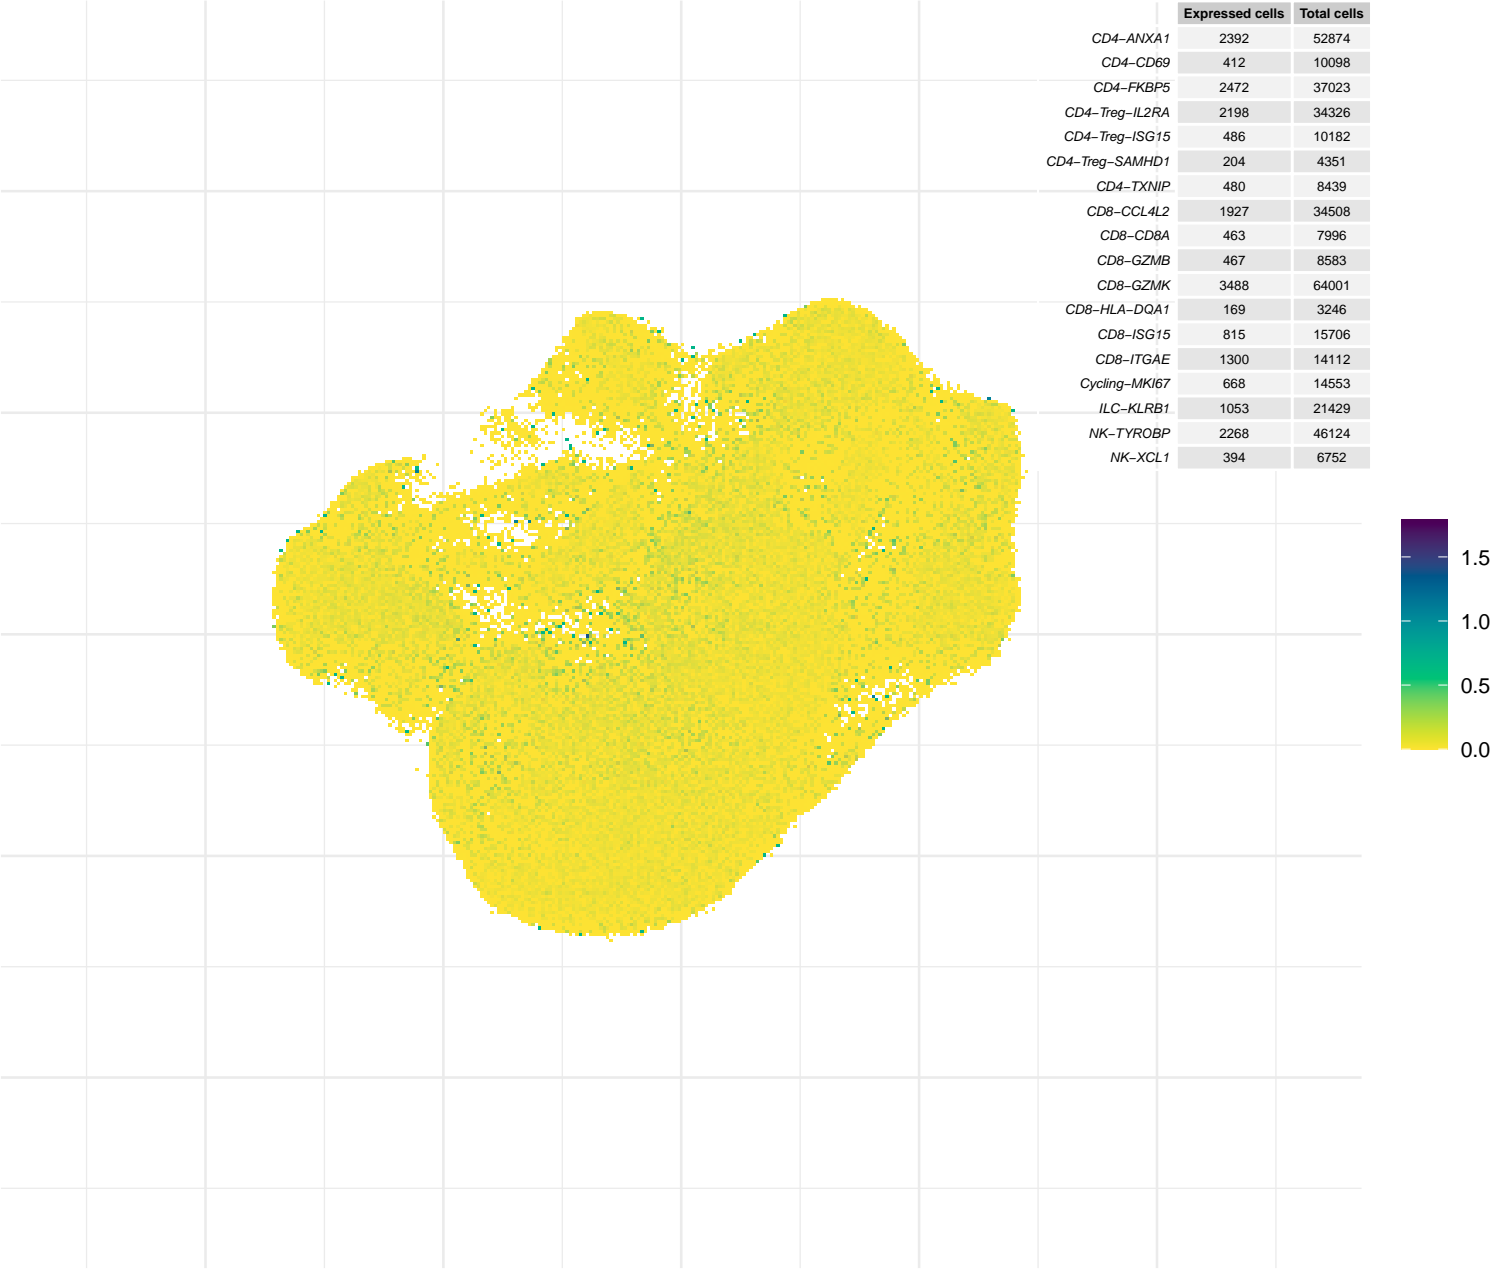 Expressed cells Total cells
CD4−ANXA1 2392 52874
CD4−CD69 412 10098
CD4−FKBP5 2472 37023
CD4−Treg−IL2RA 2198 34326
CD4−Treg−ISG15 486 10182
CD4−Treg−SAMHD1 204 4351
CD4−TXNIP 480 8439
CD8−CCL4L2 1927 34508
CD8−CD8A 463 7996
CD8−GZMB 467 8583
CD8−GZMK 3488 64001
CD8−HLA−DQA1 169 3246
CD8−ISG15 815 15706
CD8−ITGAE 1300 14112
Cycling−MKI67 668 14553
ILC−KLRB1 1053 21429
NK−TYROBP 2268 46124
NK−XCL1 394 6752
1.5
1.0
0.5
0.0